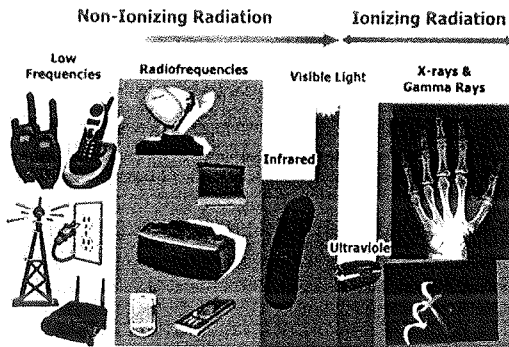 Non-Ionizing Radiation
Ionizing Radiation
Low
Frequencies
Radiofrequencies
Visible Light
X-rays &
Gamma Rays
Infrared
Ultraviole